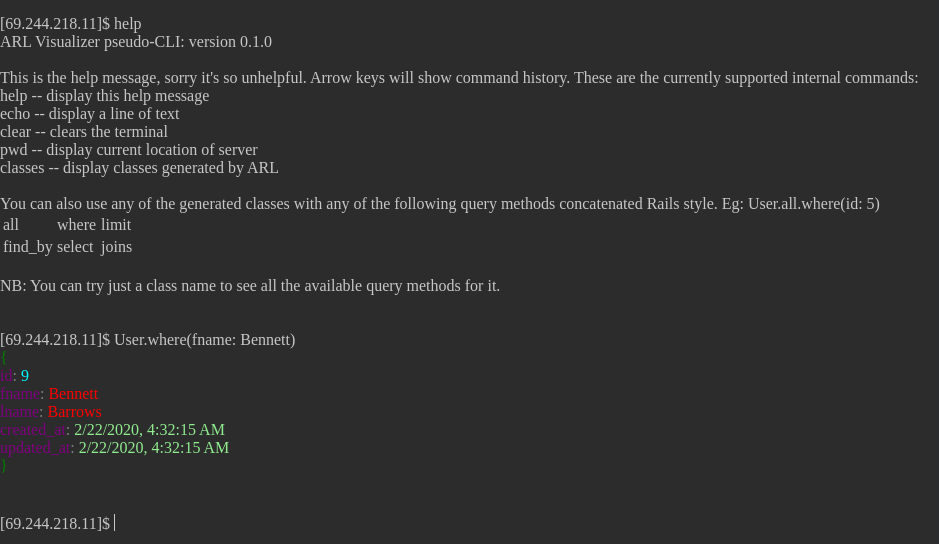 [69.244.218.11]$ help
ARL Visualizer pseudo-CLI: version 0.1.0
This is the help message, sorry it's so unhelpful. Arrow keys will show command history. These are the currently supported internal commands:
help -- display this help message
echo -- display a line of text
clear -- clears the terminal
pwd -- display current location of server
classes -- display classes generated by ARL
You can also use any of the generated classes with any of the following query methods concatenated Rails style. Eg: User.all.where(id: 5)
all where limit
find_by select joins
NB: You can try just a class name to see all the available query methods for it.
[69.244.218.11]$ User.where(fname: Bennett)
{
id: 9
fname: Bennett
lname: Barrows
created_at: 2/22/2020, 4:32:15 AM
updated_at: 2/22/2020, 4:32:15 AM
}
[69.244.218.11]$